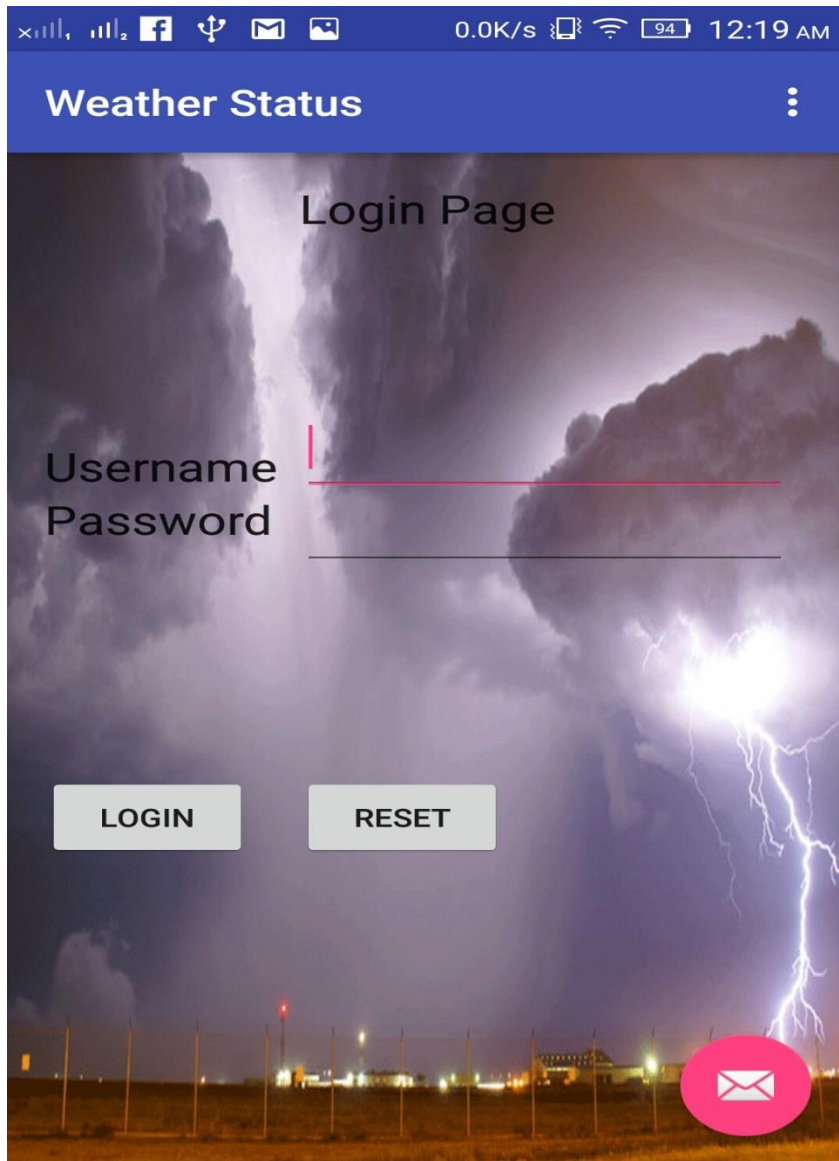 0.0K/s 94 12:19 AM
Weather Status
Login Page
Username
Password
LOGIN RESET